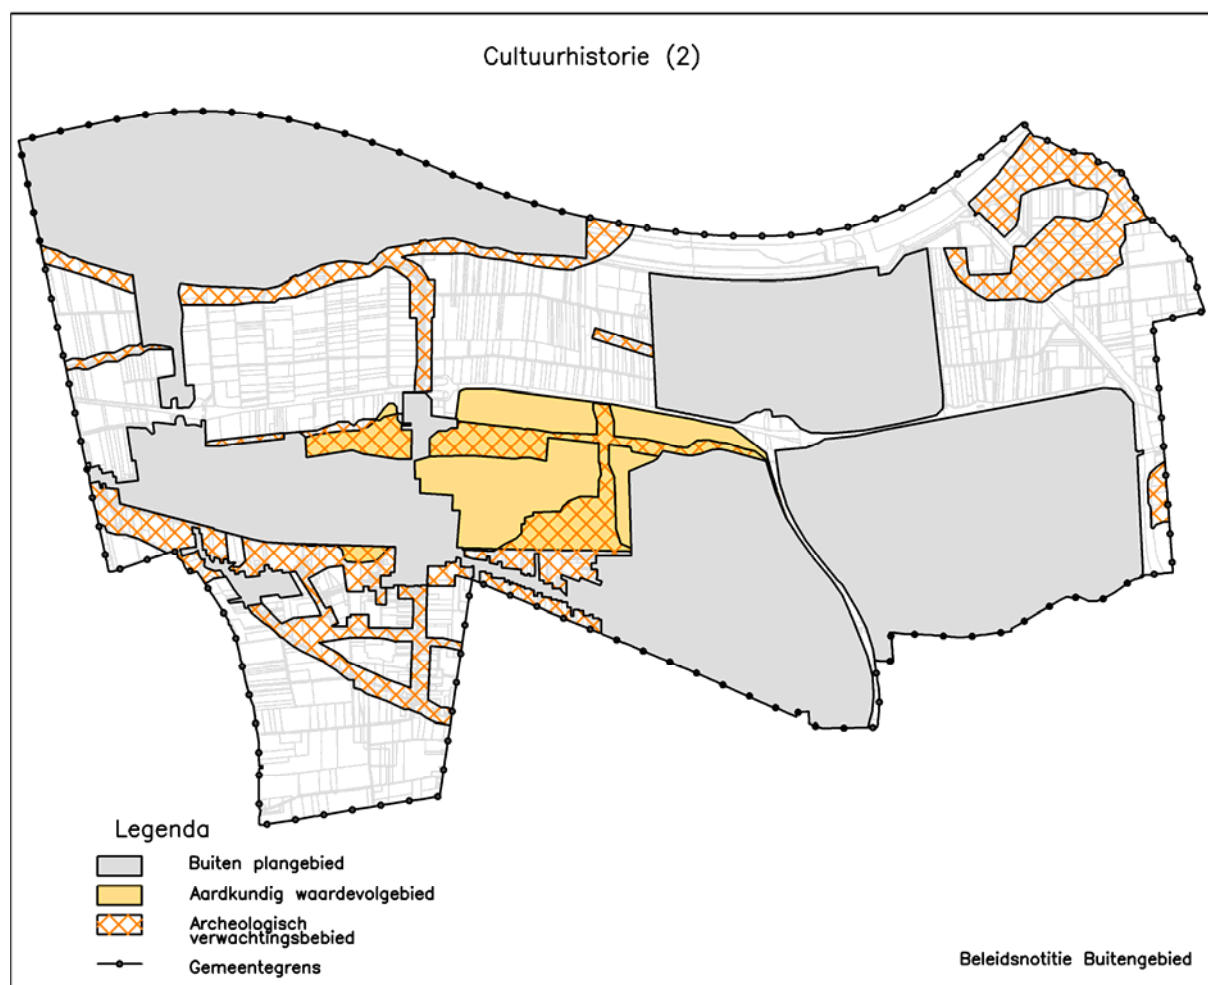 Cultuurhistorie (2)
Legenda
Buiten plangebied
Aardkundig waardevolgebied
Archeologisch
verwachtingsbebied
Gemeentegrens
Beleidsnotitie Buitengebied